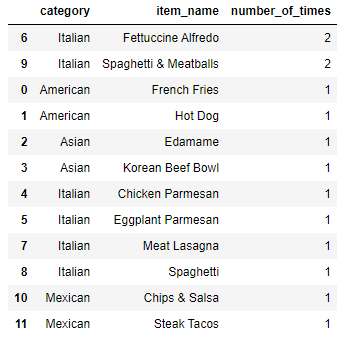 category item_name number_of_times
6 Italian Fettuccine Alfredo 2
9 Italian Spaghetti & Meatballs 2
0 American French Fries 1
1 American Hot Dog 1
2 Asian Edamame 1
3 Asian Korean Beef Bowl 1
4 Italian Chicken Parmesan 1
5 Italian Eggplant Parmesan 1
7 Italian Meat Lasagna 1
8 Italian Spaghetti 1
10 Mexican Chips & Salsa 1
11 Mexican Steak Tacos 1